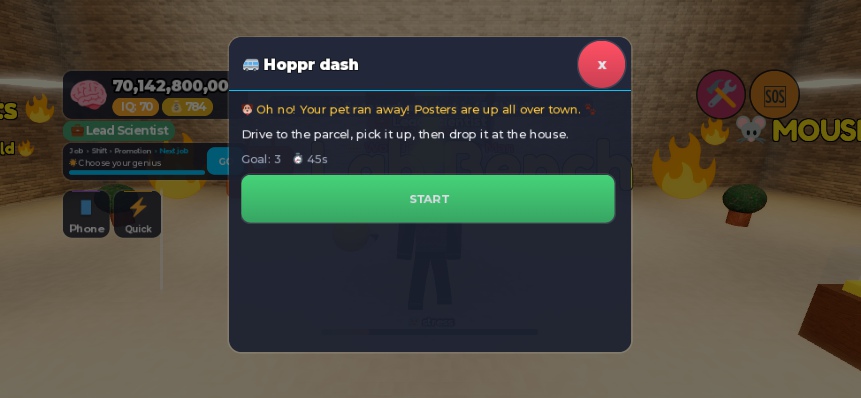 Hoppr dash
x
Oh no! Your pet ran away! Posters are up all over town.
Drive to the parcel, pick it up, then drop it at the house.
Goal: 3 45s
START
70,142,800,00
IQ: 70 784
Lead Scientist
Job › Shift › Promotion › Next job
Choose your genius
Phone
Quick
SOS
MOUS